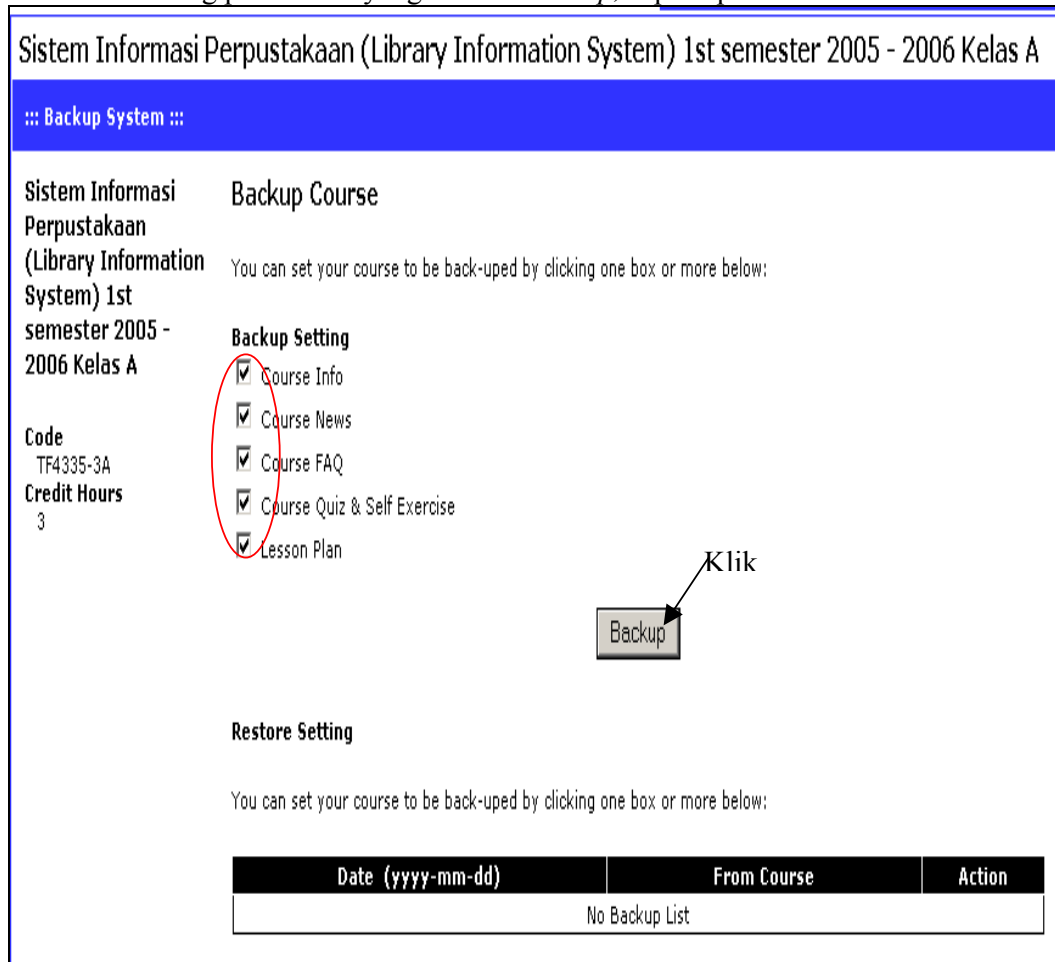 Sistem Informasi Perpustakaan (Library Information System) 1st semester 2005 - 2006 Kelas A
::: Backup System :::
Sistem Informasi
Perpustakaan
(Library Information
System) 1st
semester 2005 -
2006 Kelas A
Code
TF4335-3A
Credit Hours
3
Backup Course
You can set your course to be back-uped by clicking one box or more below:
Backup Setting
Course Info
Course News
Course FAQ
Course Quiz & Self Exercise
Lesson Plan
Klik
Backup
Restore Setting
You can set your course to be back-uped by clicking one box or more below:
Date (yyyy-mm-dd) From Course Action
No Backup List